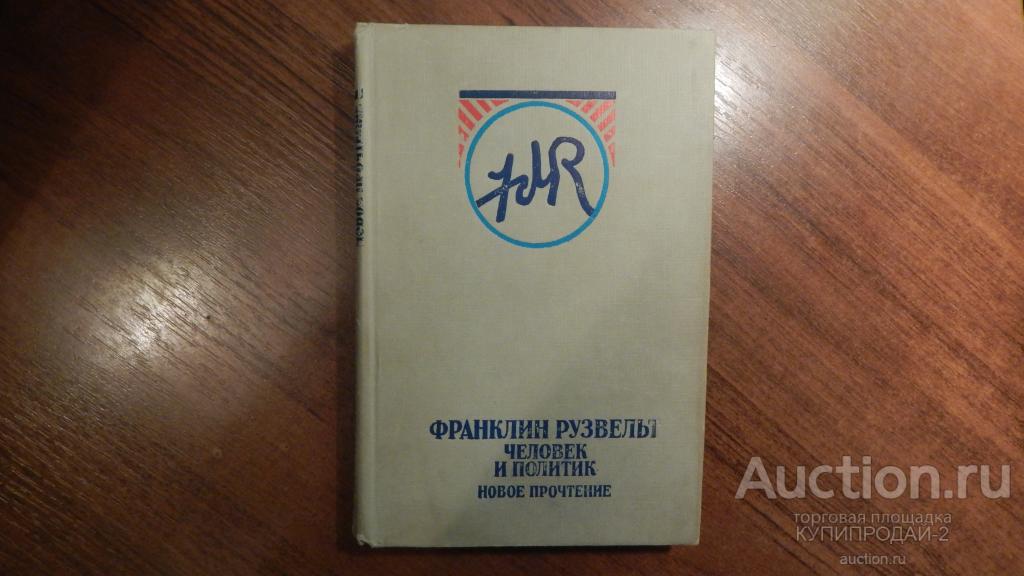 fdR
ФРАНКЛИН РУЗВЕЛЬТ
ЧЕЛОВЕК
И ПОЛИТИК
НОВОЕ ПРОЧТЕНИЕ
Auction.ru
торговая площадка
КУПИПРОДАЙ-2
auction.ru